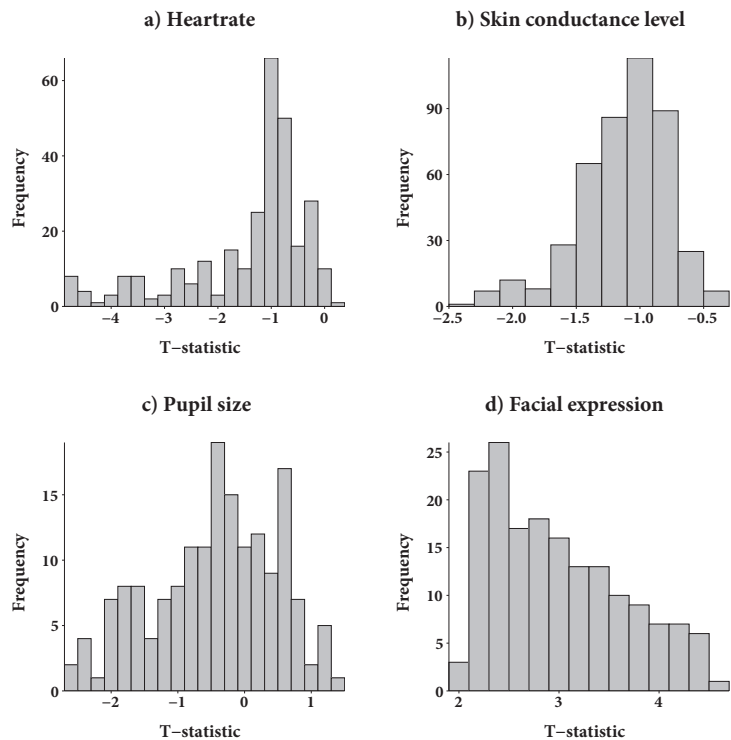 a) Heartrate
Frequency
60
40
20
0
−4 −3 −2 −1 0
T−statistic
b) Skin conductance level
Frequency
90
60
30
0
−2.5 −2.0 −1.5 −1.0 −0.5
T−statistic
c) Pupil size
Frequency
15
10
5
0
−2 −1 0 1
T−statistic
d) Facial expression
Frequency
25
20
15
10
5
0
2 3 4
T−statistic